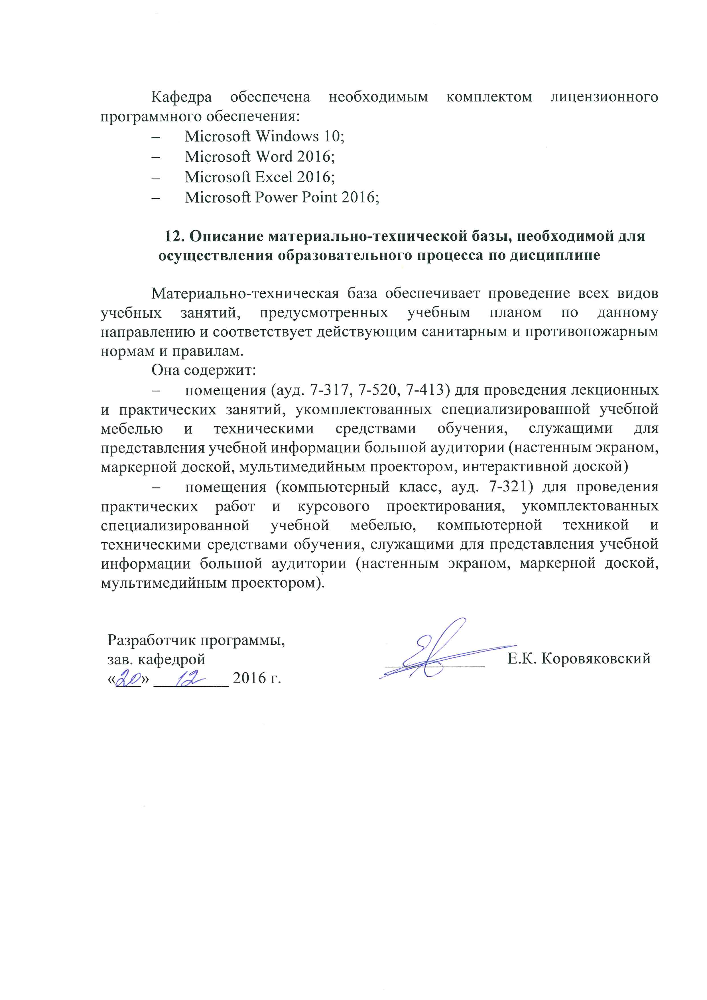 Кафедра обеспечена необходимым комплектом лицензионного
программного обеспечения:
– Microsoft Windows 10;
– Microsoft Word 2016;
– Microsoft Excel 2016;
– Microsoft Power Point 2016;
12. Описание материально-технической базы, необходимой для
осуществления образовательного процесса по дисциплине
Материально-техническая база обеспечивает проведение всех видов
учебных занятий, предусмотренных учебным планом по данному
направлению и соответствует действующим санитарным и противопожарным
нормам и правилам.
Она содержит:
– помещения (ауд. 7-317, 7-520, 7-413) для проведения лекционных
и практических занятий, укомплектованных специализированной учебной
мебелью и техническими средствами обучения, служащими для
представления учебной информации большой аудитории (настенным экраном,
маркерной доской, мультимедийным проектором, интерактивной доской)
– помещения (компьютерный класс, ауд. 7-321) для проведения
практических работ и курсового проектирования, укомплектованных
специализированной учебной мебелью, компьютерной техникой и
техническими средствами обучения, служащими для представления учебной
информации большой аудитории (настенным экраном, маркерной доской,
мультимедийным проектором).
Разработчик программы,
зав. кафедрой ____________ Е.К. Коровяковский
«20» 12 2016 г.